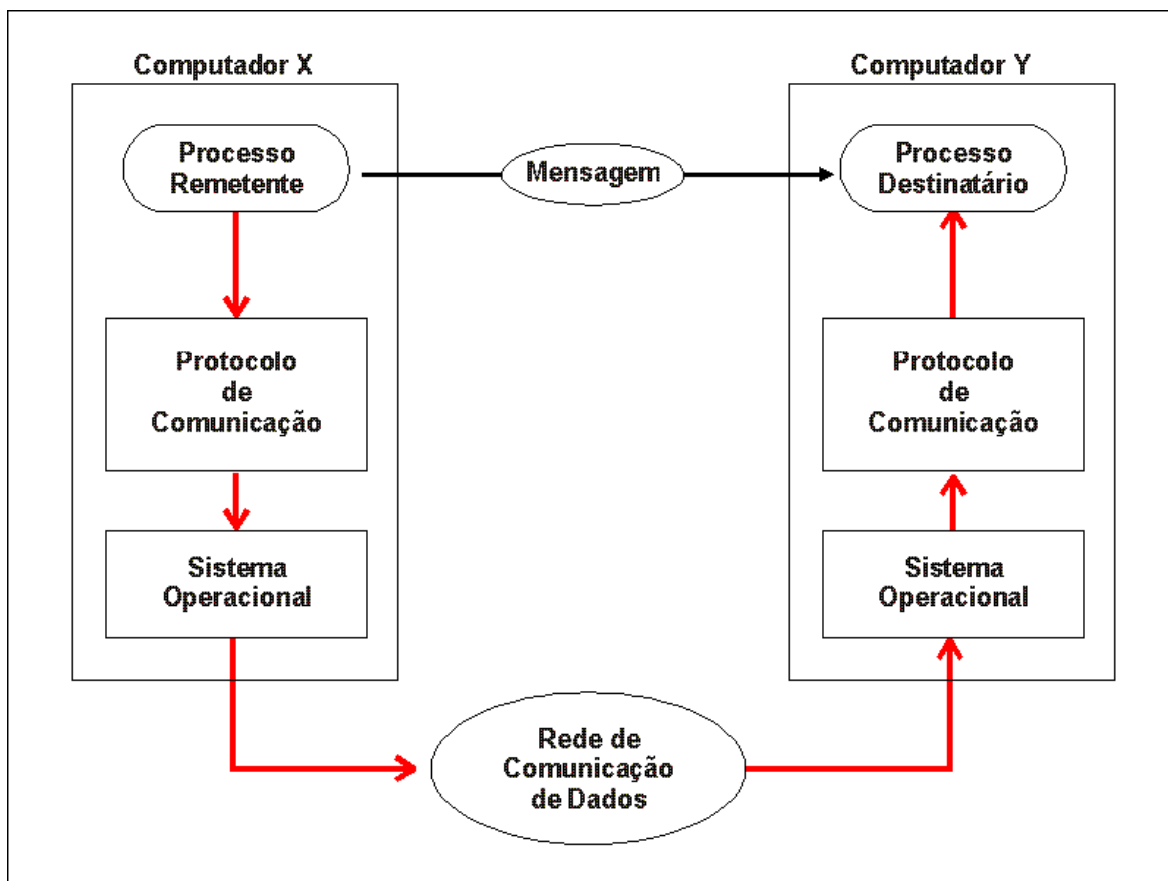 Computador X
Computador Y
Processo
Remetente
Mensagem
Processo
Destinatário
Protocolo
de
Comunicação
Protocolo
de
Comunicação
Sistema
Operacional
Sistema
Operacional
Rede de
Comunicação
de Dados